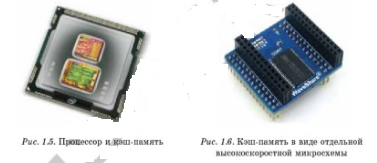 Рис. 1.5. Процессор и кэш-память
Рис. 1.6. Кэш-память в виде отдельной
высокоскоростной микросхемы